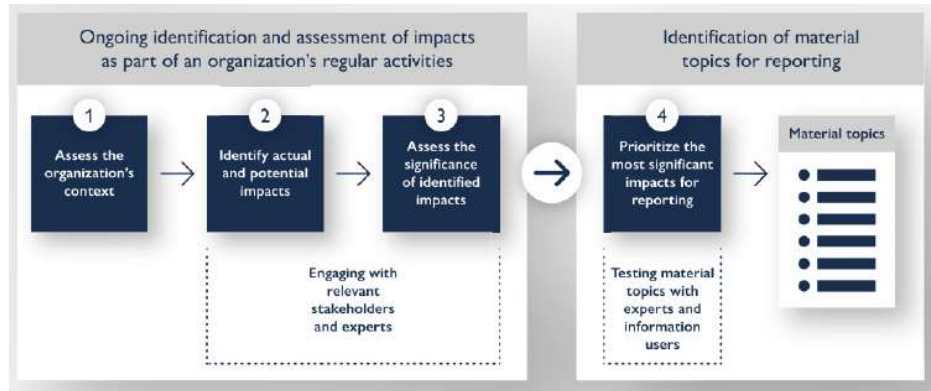 Ongoing identification and assessment of impacts
as part of an organization's regular activities
1
Assess the
organization's
context
2
Identify actual
and potential
impacts
3
Assess the
significance
of identified
impacts
Engaging with
relevant
stakeholders
and experts
Identification of material
topics for reporting
4
Prioritize the
most significant
impacts for
reporting
Testing material
topics with
experts and
information
users
Material topics